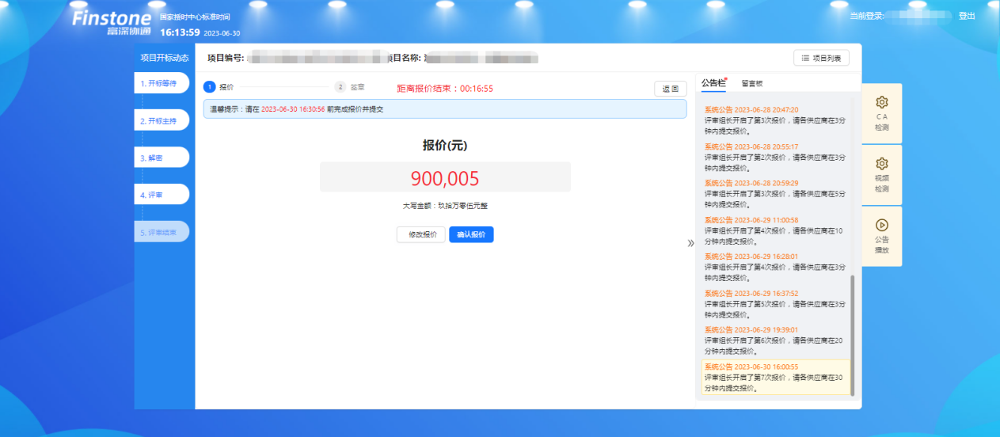 Finstone
富深协通
国家授时中心标准时间
16:13:59 2023-06-30
当前登录:
登出
项目开标动态
1. 开标等待
2. 开标主持
3. 解密
4. 评审
5. 评审结束
项目编号:
项目名称:
项目列表
1 报价
2 签章
距离报价结束：00:16:55
返 回
温馨提示：请在 2023-06-30 16:30:56 前完成报价并提交
报价(元)
900,005
大写金额：玖拾万零伍元整
修改报价
确认报价
公告栏
留言板
系统公告 2023-06-28 20:47:20
评审组长开启了第3次报价，请各供应商在3分
钟内提交报价。
系统公告 2023-06-28 20:55:17
评审组长开启了第2次报价，请各供应商在3分
钟内提交报价。
系统公告 2023-06-28 20:59:29
评审组长开启了第3次报价，请各供应商在5分
钟内提交报价。
系统公告 2023-06-29 11:00:58
评审组长开启了第4次报价，请各供应商在10
分钟内提交报价。
系统公告 2023-06-29 16:28:01
评审组长开启了第4次报价，请各供应商在3分
钟内提交报价。
系统公告 2023-06-29 16:37:52
评审组长开启了第5次报价，请各供应商在3分
钟内提交报价。
系统公告 2023-06-29 19:39:01
评审组长开启了第6次报价，请各供应商在20
分钟内提交报价。
系统公告 2023-06-30 16:00:55
评审组长开启了第7次报价，请各供应商在30
分钟内提交报价。
C A
检测
视频
检测
公告
播放